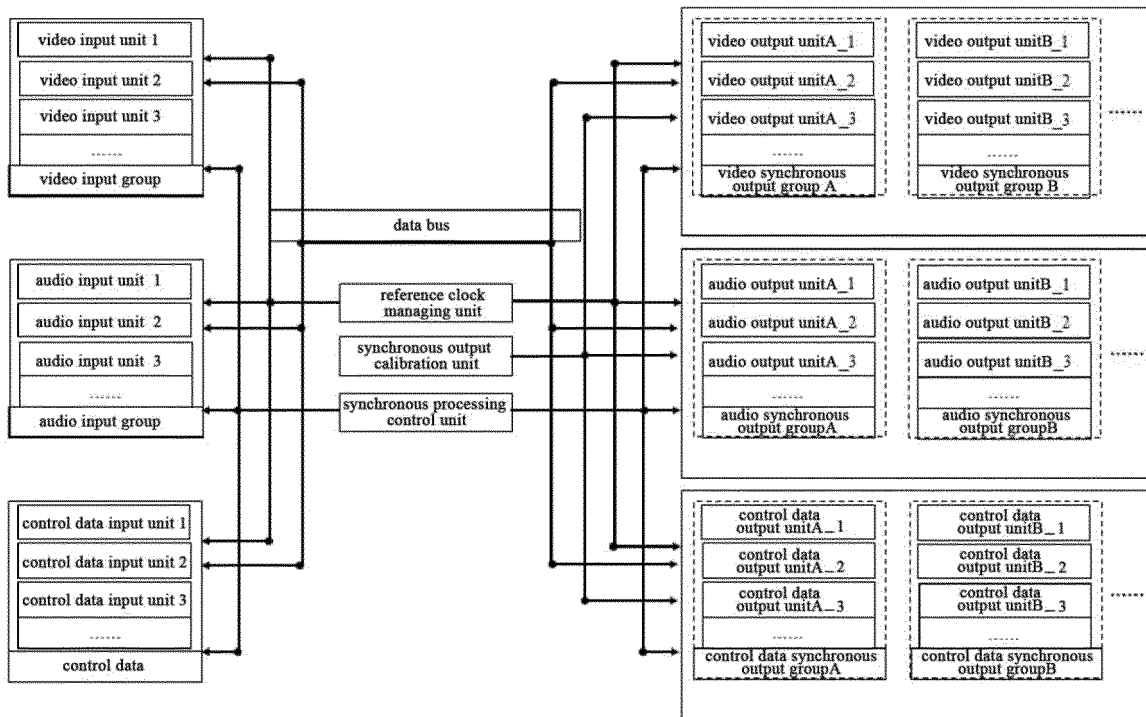 video input unit 1
video input unit 2
video input unit 3
......
video input group
audio input unit 1
audio input unit 2
audio input unit 3
......
audio input group
control data input unit 1
control data input unit 2
control data input unit 3
......
control data
data bus
reference clock
managing unit
synchronous output
calibration unit
synchronous processing
control unit
video output unitA_1
video output unitA_2
video output unitA_3
......
video synchronous
output group A
video output unitB_1
video output unitB_2
video output unitB_3
......
video synchronous
output group B
......
audio output unitA_1
audio output unitA_2
audio output unitA_3
......
audio synchronous
output groupA
audio output unitB_1
audio output unitB_2
audio output unitB_3
......
audio synchronous
output groupB
......
control data
output unitA_1
control data
output unitA_2
control data
output unitA_3
......
control data synchronous
output groupA
control data
output unitB_1
control data
output unitB_2
control data
output unitB_3
......
control data synchronous
output groupB
......